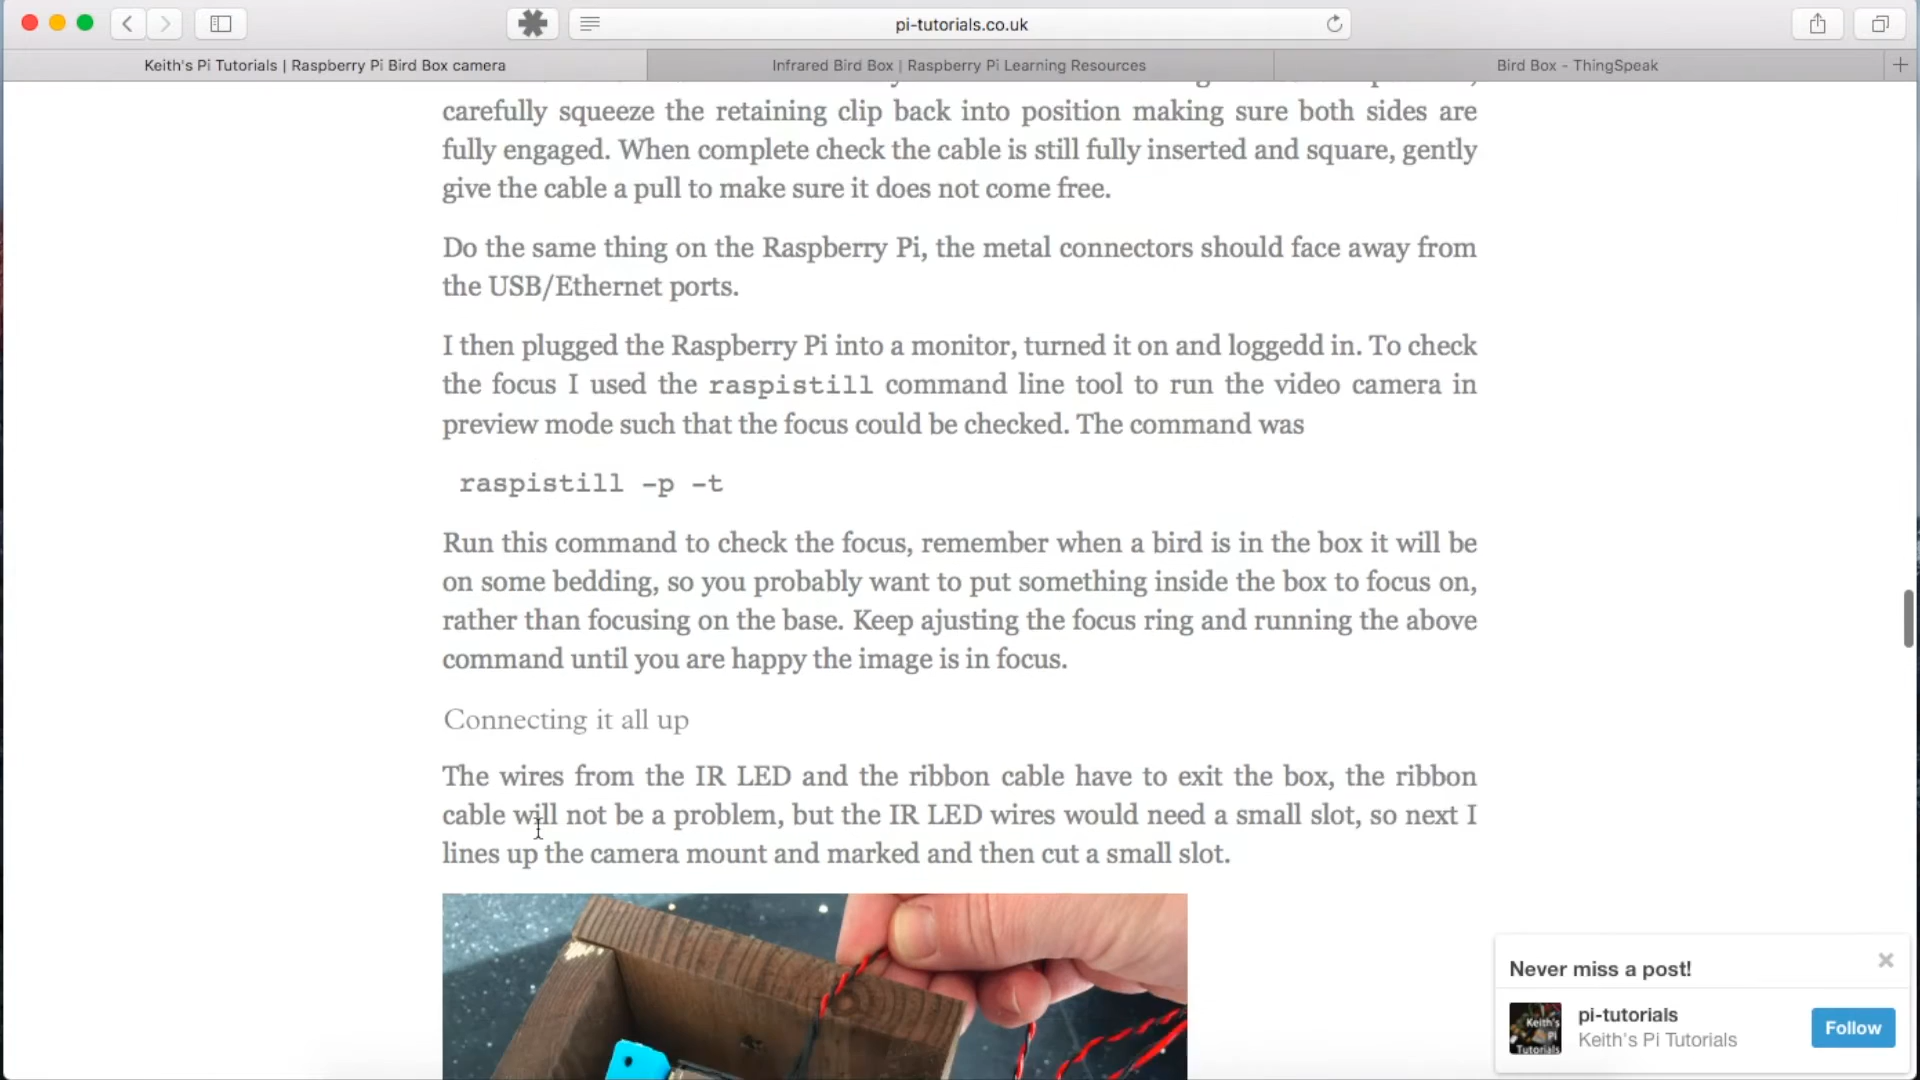 pi-tutorials.co.uk
Keith's Pi Tutorials | Raspberry Pi Bird Box camera
Infrared Bird Box | Raspberry Pi Learning Resources
Bird Box - ThingSpeak
carefully squeeze the retaining clip back into position making sure both sides are
fully engaged. When complete check the cable is still fully inserted and square, gently
give the cable a pull to make sure it does not come free.
Do the same thing on the Raspberry Pi, the metal connectors should face away from
the USB/Ethernet ports.
I then plugged the Raspberry Pi into a monitor, turned it on and loggedd in. To check
the focus I used the raspistill command line tool to run the video camera in
preview mode such that the focus could be checked. The command was
raspistill -p -t
Run this command to check the focus, remember when a bird is in the box it will be
on some bedding, so you probably want to put something inside the box to focus on,
rather than focusing on the base. Keep ajusting the focus ring and running the above
command until you are happy the image is in focus.
Connecting it all up
The wires from the IR LED and the ribbon cable have to exit the box, the ribbon
cable will not be a problem, but the IR LED wires would need a small slot, so next I
lines up the camera mount and marked and then cut a small slot.
Never miss a post!
Keith's
Pi
Tutorials
pi-tutorials
Keith's Pi Tutorials
Follow